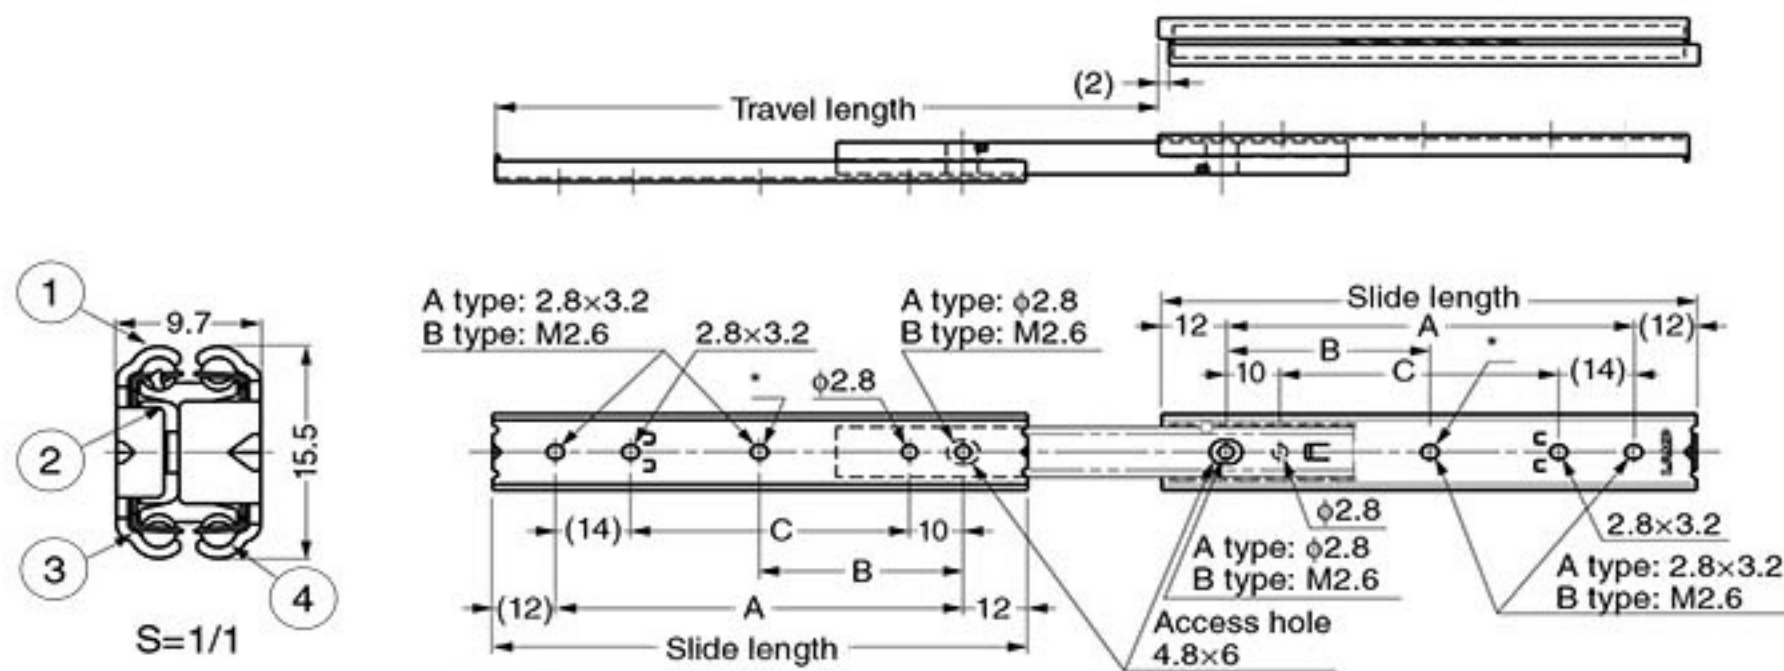 (2)
Travel length
1
9.7
15.5
2
3
4
S=1/1
A type: 2.8×3.2
B type: M2.6
2.8×3.2
*
ϕ2.8
A type: ϕ2.8
B type: M2.6
Slide length
12
A
(12)
B
*
10
C
(14)
(14)
C
10
B
(12)
A
12
Slide length
ϕ2.8
A type: ϕ2.8
B type: M2.6
Access hole
4.8×6
2.8×3.2
A type: 2.8×3.2
B type: M2.6